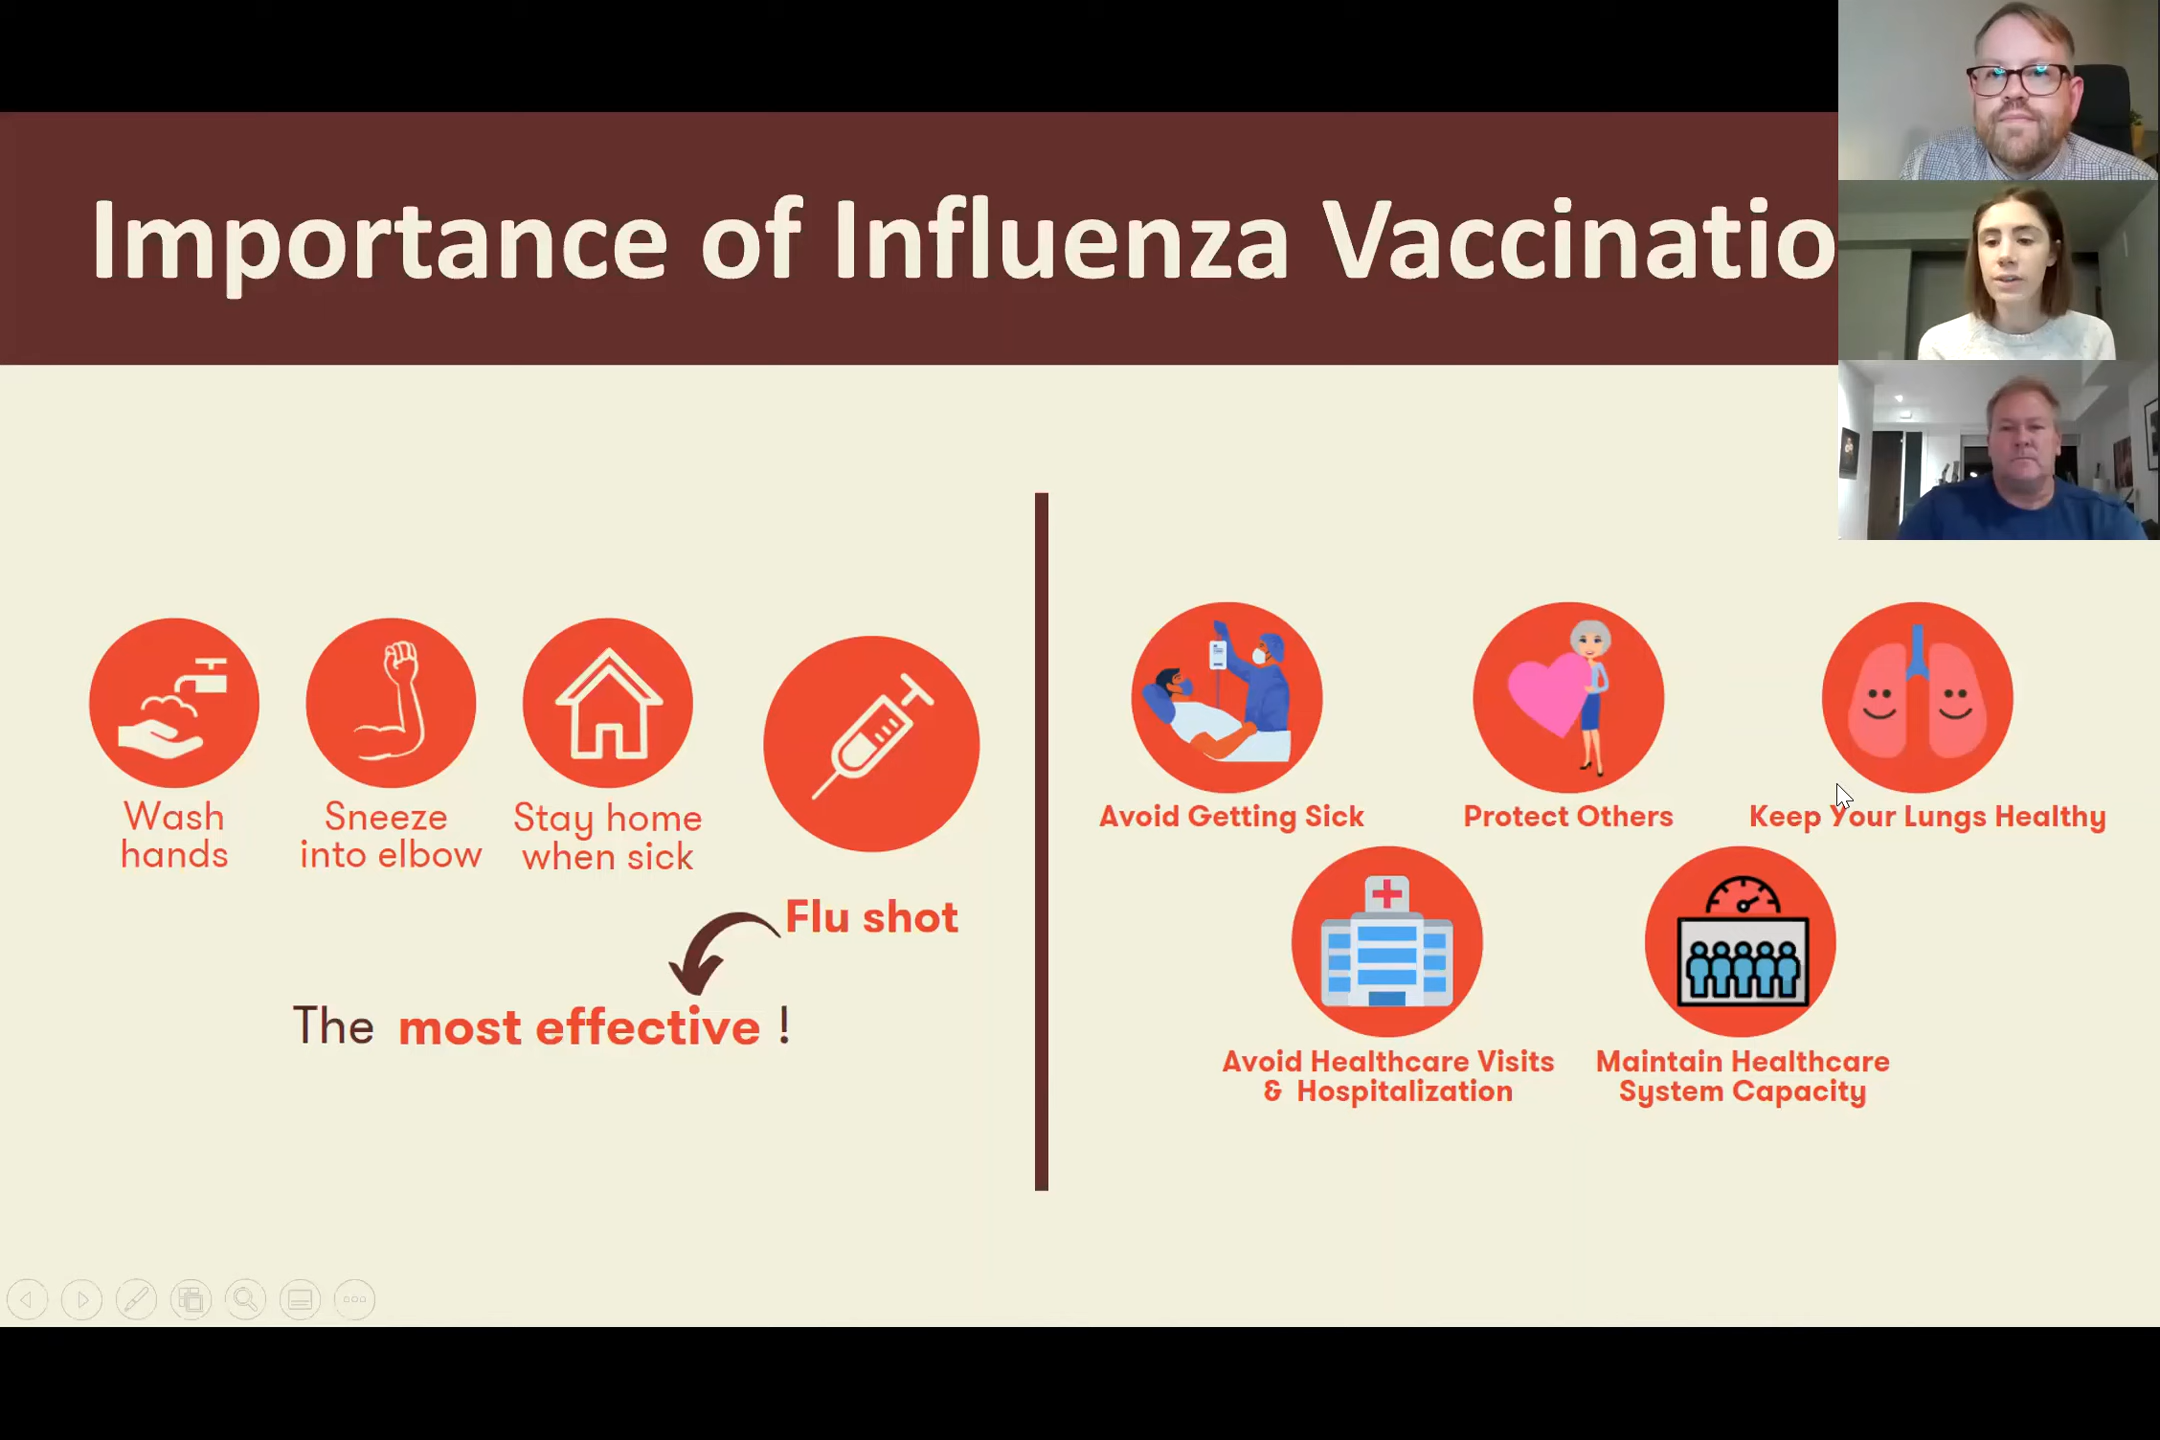 Importance of Influenza Vaccinatio
Wash
hands
Sneeze
into elbow
Stay home
when sick
Flu shot
The most effective !
Avoid Getting Sick
Protect Others
Keep Your Lungs Healthy
Avoid Healthcare Visits
& Hospitalization
Maintain Healthcare
System Capacity